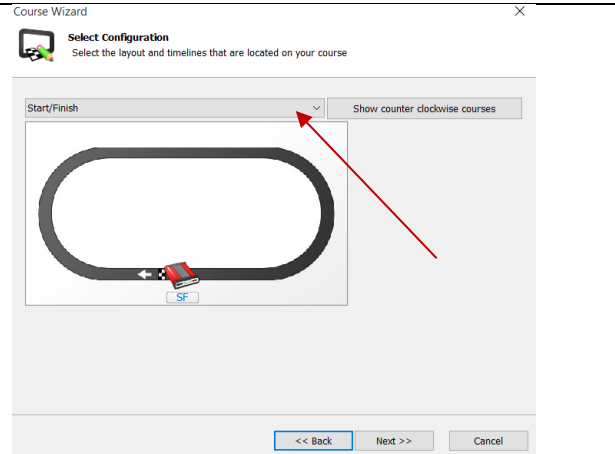 Course Wizard
Select Configuration
Select the layout and timelines that are located on your course
Start/Finish
Show counter clockwise courses
SF
<< Back
Next >>
Cancel